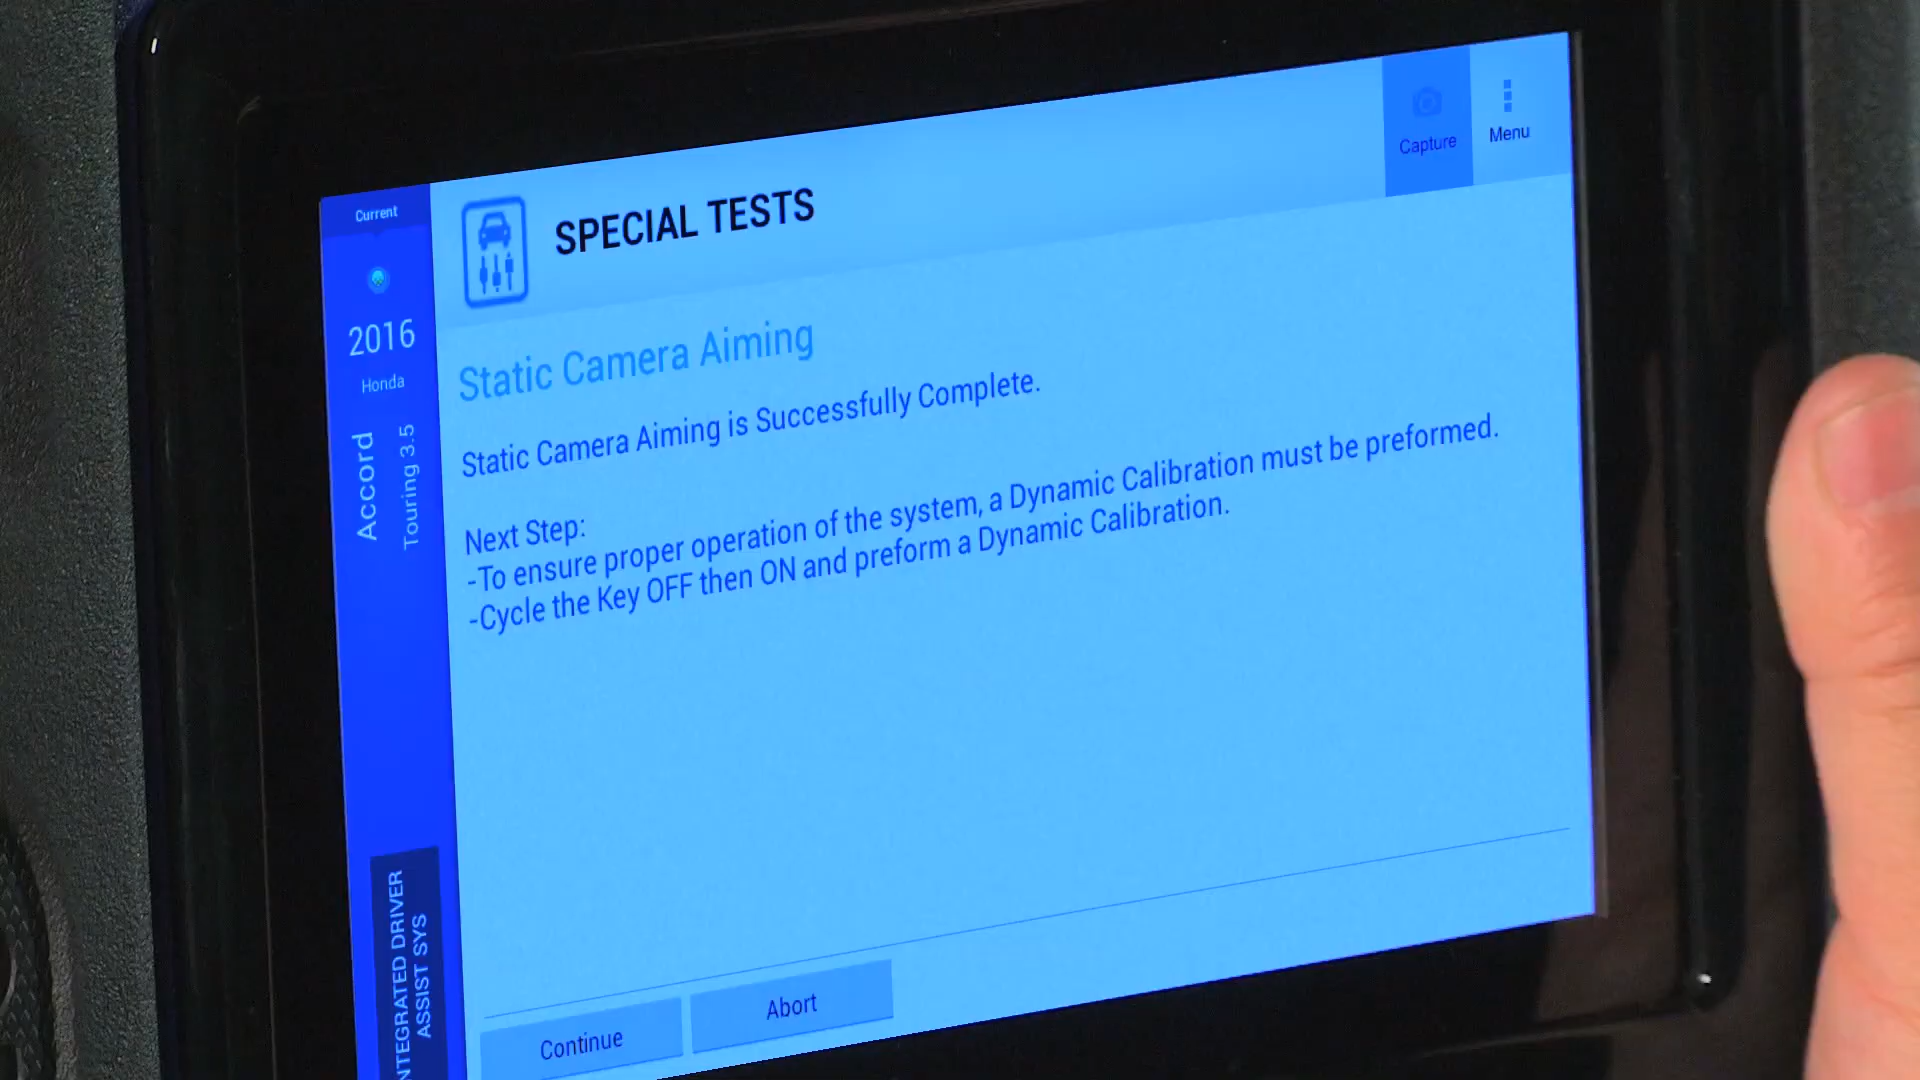 Capture
Menu
Current
SPECIAL TESTS
2016
Honda
Accord
Touring 3.5
Static Camera Aiming
Static Camera Aiming is Successfully Complete.
Next Step:
-To ensure proper operation of the system, a Dynamic Calibration must be preformed.
-Cycle the Key OFF then ON and preform a Dynamic Calibration.
NTEGRATED DRIVER
ASSIST SYS
Continue
Abort